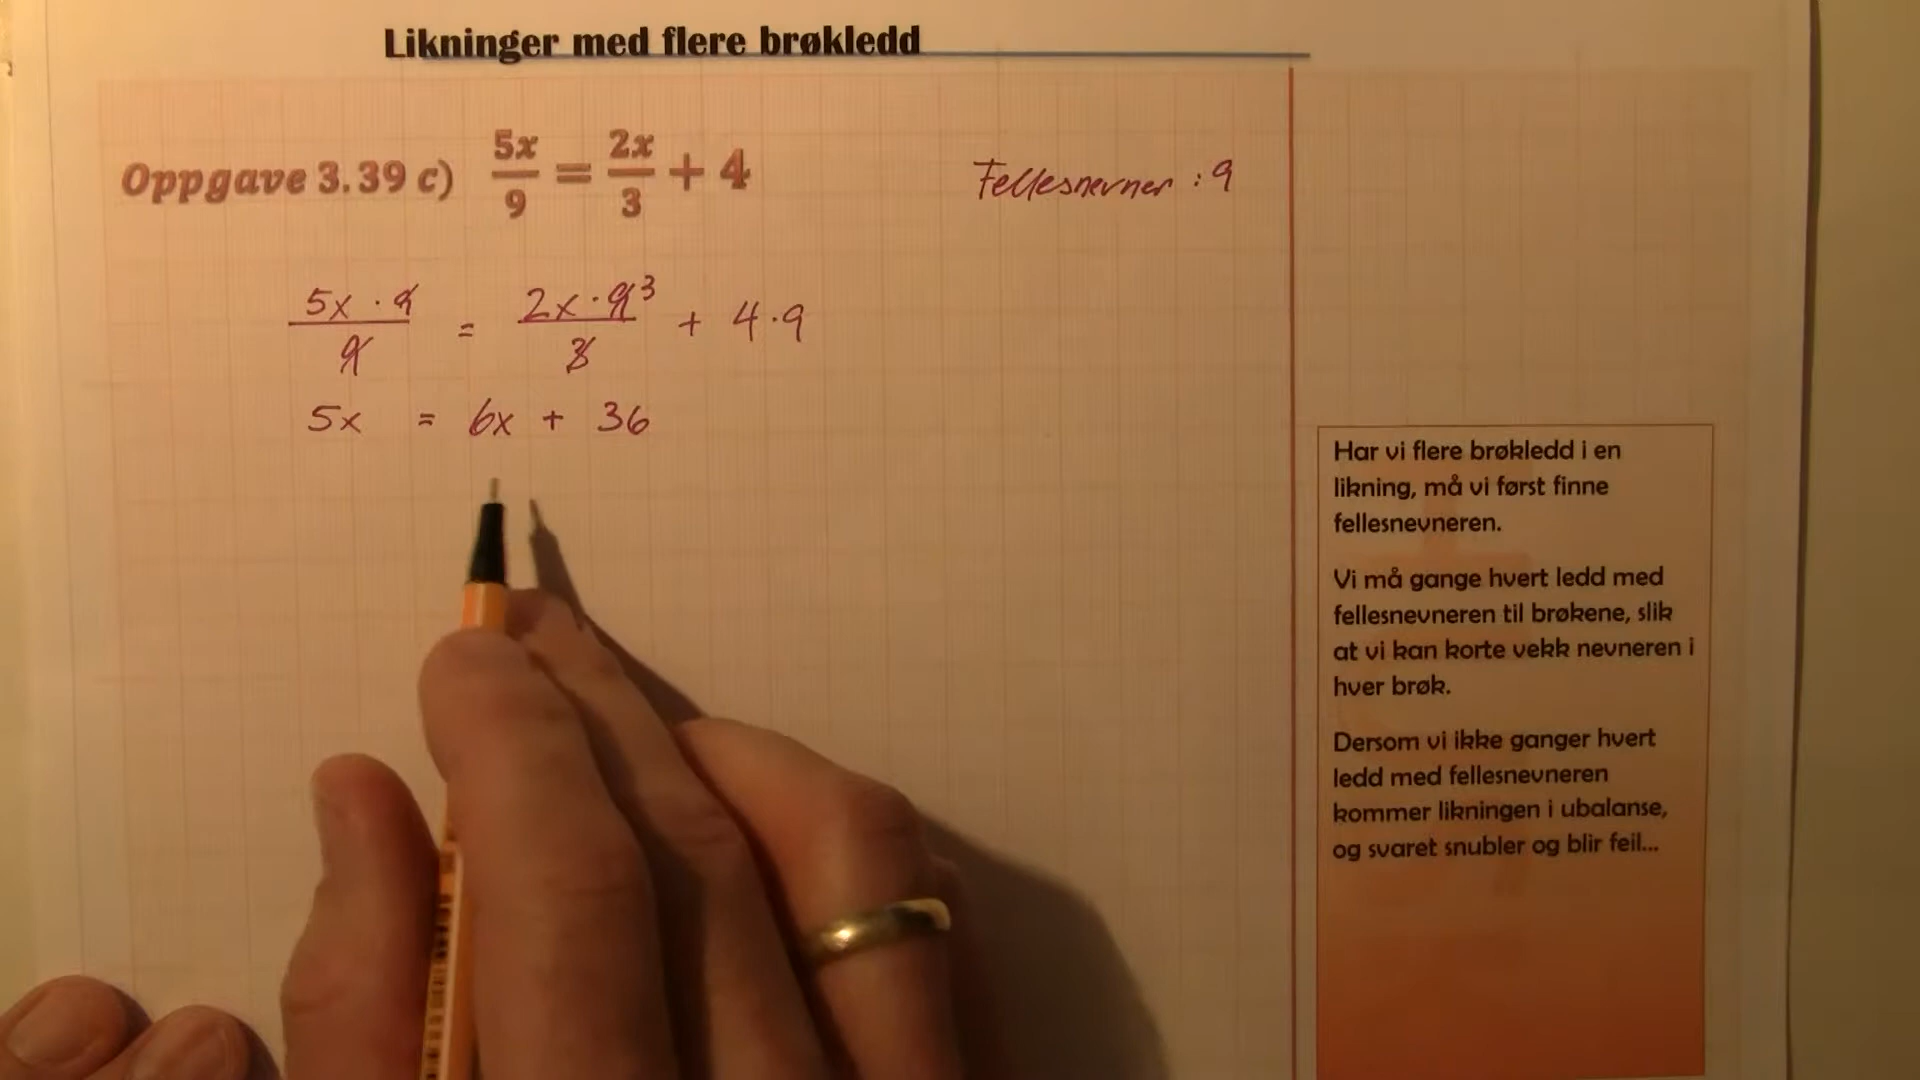 Likninger med flere brøkledd
Oppgave 3.39 c) 5x/9 = 2x/3 + 4
Fellesnevner : 9
5x · 9/9 = 2x · 9³/3 + 4 · 9
5x = 6x + 36
Har vi flere brøkledd i en
likning, må vi først finne
fellesnevneren.
Vi må gange hvert ledd med
fellesnevneren til brøkene, slik
at vi kan korte vekk nevneren i
hver brøk.
Dersom vi ikke ganger hvert
ledd med fellesnevneren
kommer likningen i ubalanse,
og svaret snubler og blir feil...